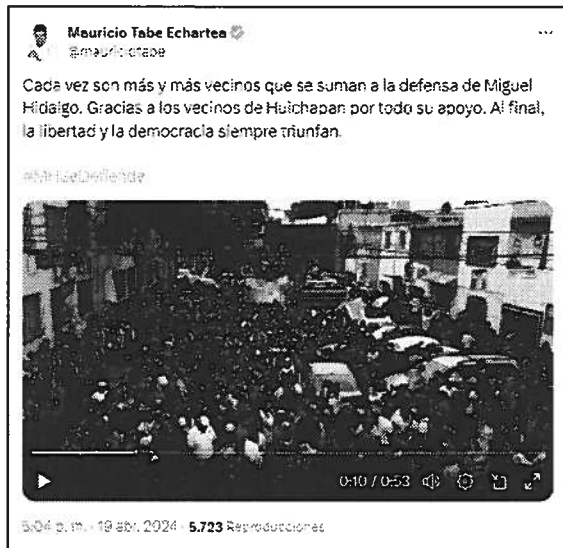 Mauricio Tabe Echartea
@mauriciotabe
Cada vez son más y más vecinos que se suman a la defensa de Miguel
Hidalgo. Gracias a los vecinos de Huichapan por todo su apoyo. Al final,
la libertad y la democracia siempre triunfan.
#MHseDefiende
0:10 / 0:53
5:04 p. m. · 19 abr. 2024 · 5.723 Reproducciones